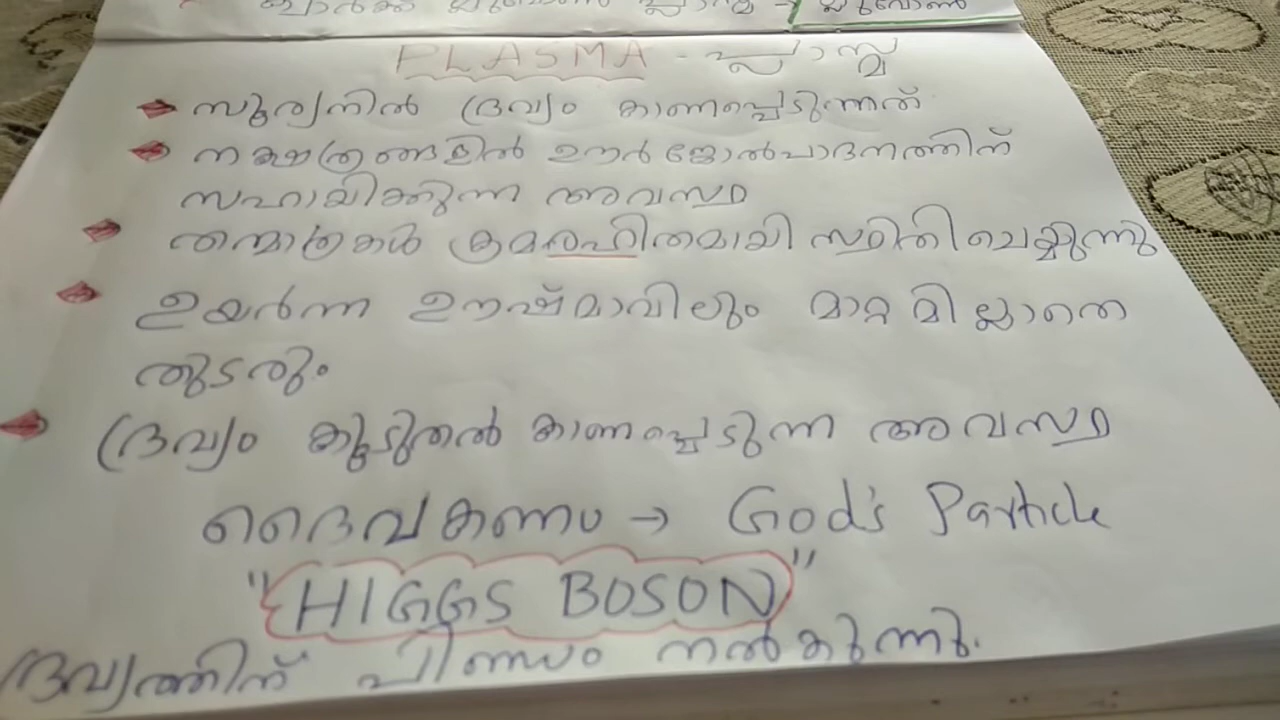 PLASMA - പ്ലാസ്മ
സൂര്യനിൽ ദ്രവ്യം കാണപ്പെടുന്നത്
നക്ഷത്രങ്ങളിൽ ഊർജോൽപാദനത്തിന്
സഹായിക്കുന്ന അവസ്ഥ
തന്മാത്രകൾ ക്രമരഹിതമായി സ്ഥിതിചെയ്യുന്നു
ഉയർന്ന ഊഷ്മാവിലും മാറ്റമില്ലാതെ
തുടരും
ദ്രവ്യം കൂടുതൽ കാണപ്പെടുന്ന അവസ്ഥ
ദൈവകണം → God's Particle
"HIGGS BOSON"
ദ്രവ്യത്തിന് പിണ്ഡം നൽകുന്നു.